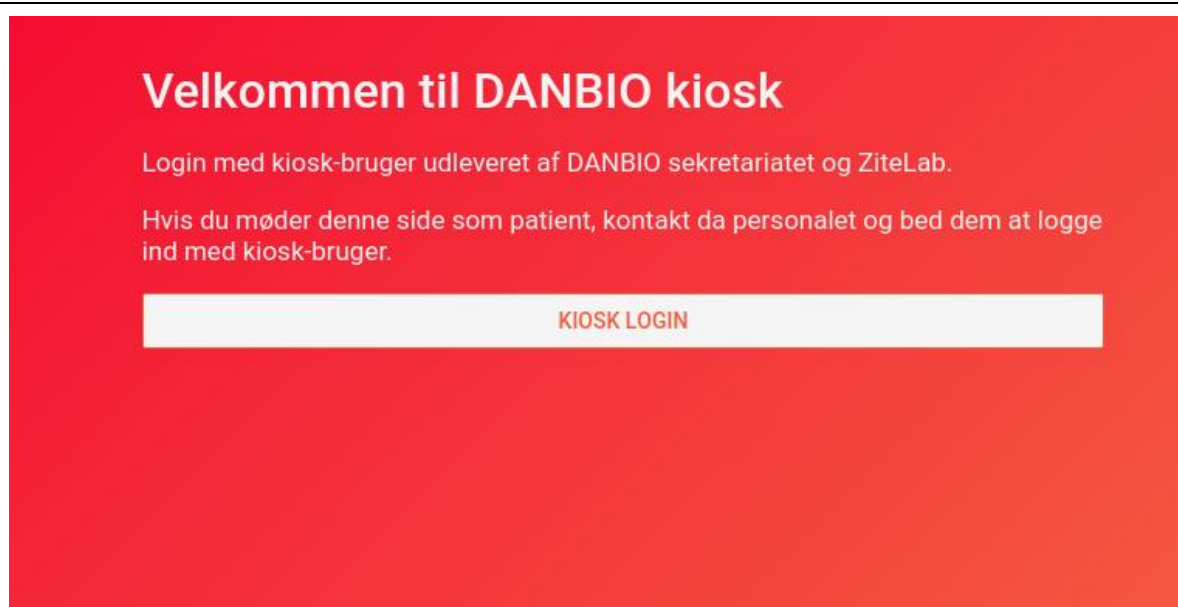 Velkommen til DANBIO kiosk
Login med kiosk-bruger udleveret af DANBIO sekretariatet og ZiteLab.
Hvis du møder denne side som patient, kontakt da personalet og bed dem at logge
ind med kiosk-bruger.
KIOSK LOGIN